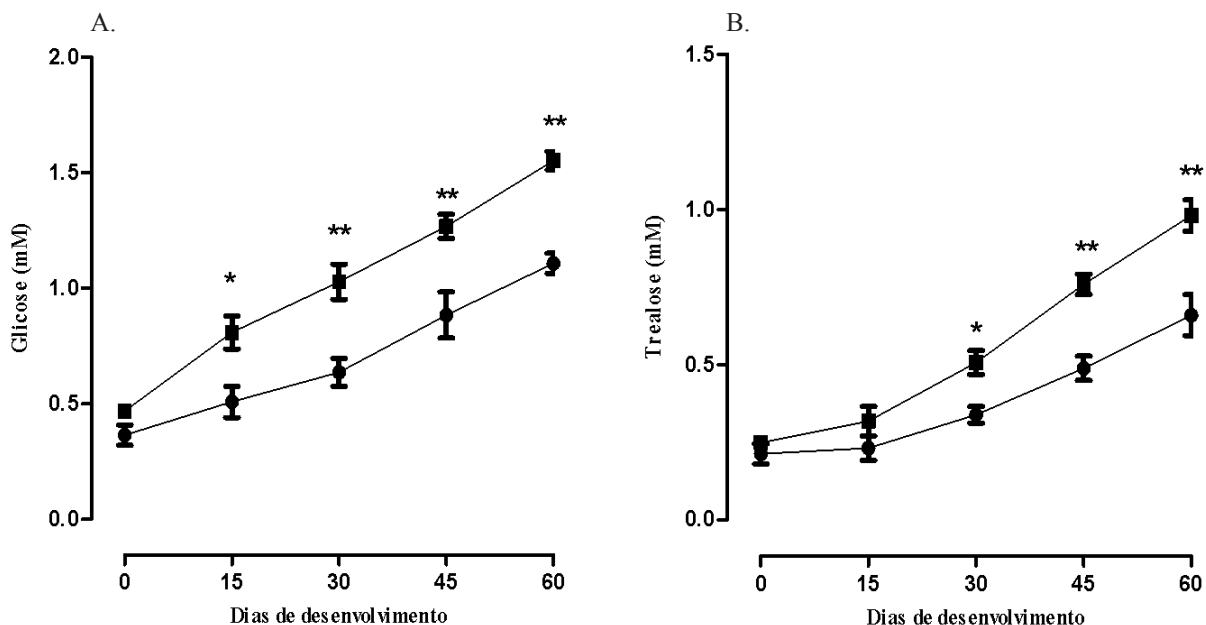 A.
2.0
1.5
1.0
0.5
0.0
Glicose (mM)
*
**
**
**
0 15 30 45 60
Dias de desenvolvimento
B.
1.5
1.0
0.5
0.0
Trealose (mM)
*
**
**
0 15 30 45 60
Dias de desenvolvimento